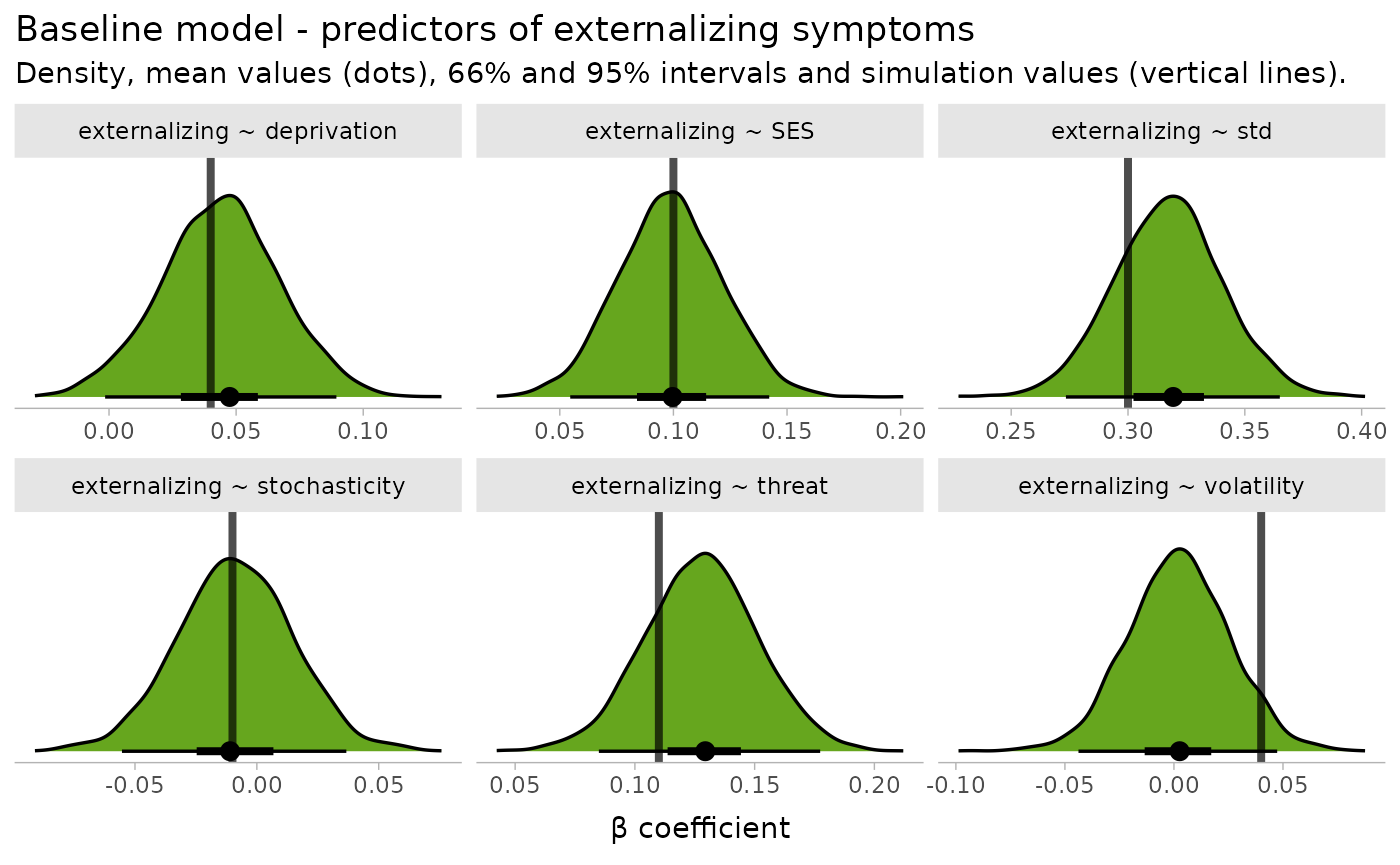 Baseline model - predictors of externalizing symptoms
Density, mean values (dots), 66% and 95% intervals and simulation values (vertical lines).
externalizing ~ deprivation
externalizing ~ SES
externalizing ~ std
0.00 0.05 0.10
0.05 0.10 0.15 0.20
0.25 0.30 0.35 0.40
externalizing ~ stochasticity
externalizing ~ threat
externalizing ~ volatility
-0.05 0.00 0.05
0.05 0.10 0.15 0.20
-0.10 -0.05 0.00 0.05
β coefficient